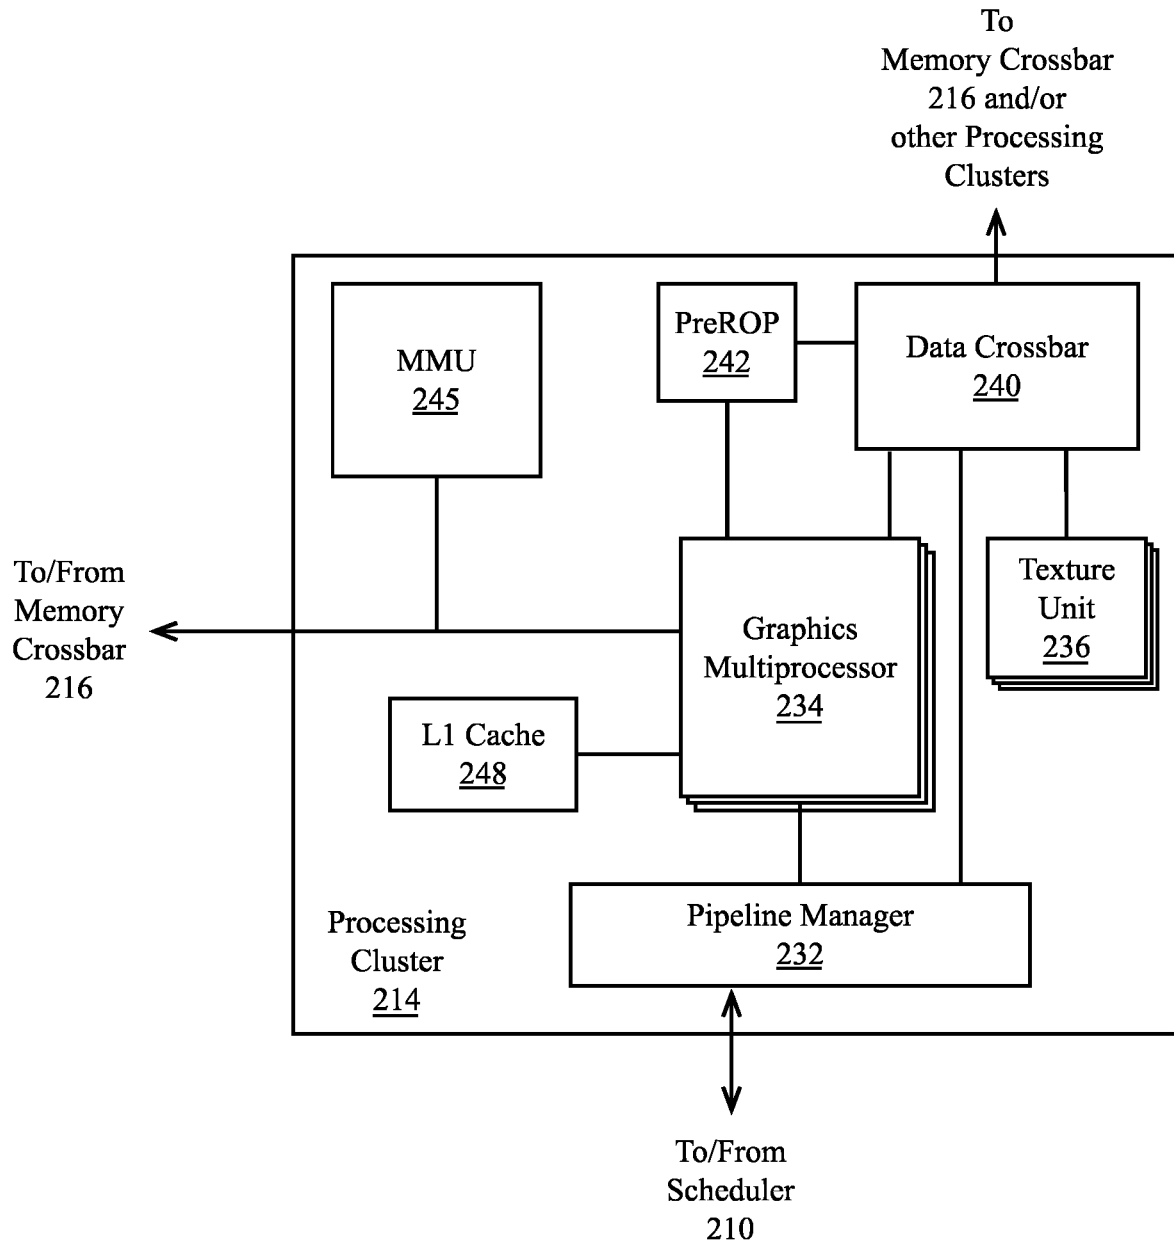 To
Memory Crossbar
216 and/or
other Processing
Clusters
MMU
245
PreROP
242
Data Crossbar
240
To/From
Memory
Crossbar
216
Graphics
Multiprocessor
234
Texture
Unit
236
L1 Cache
248
Processing
Cluster
214
Pipeline Manager
232
To/From
Scheduler
210